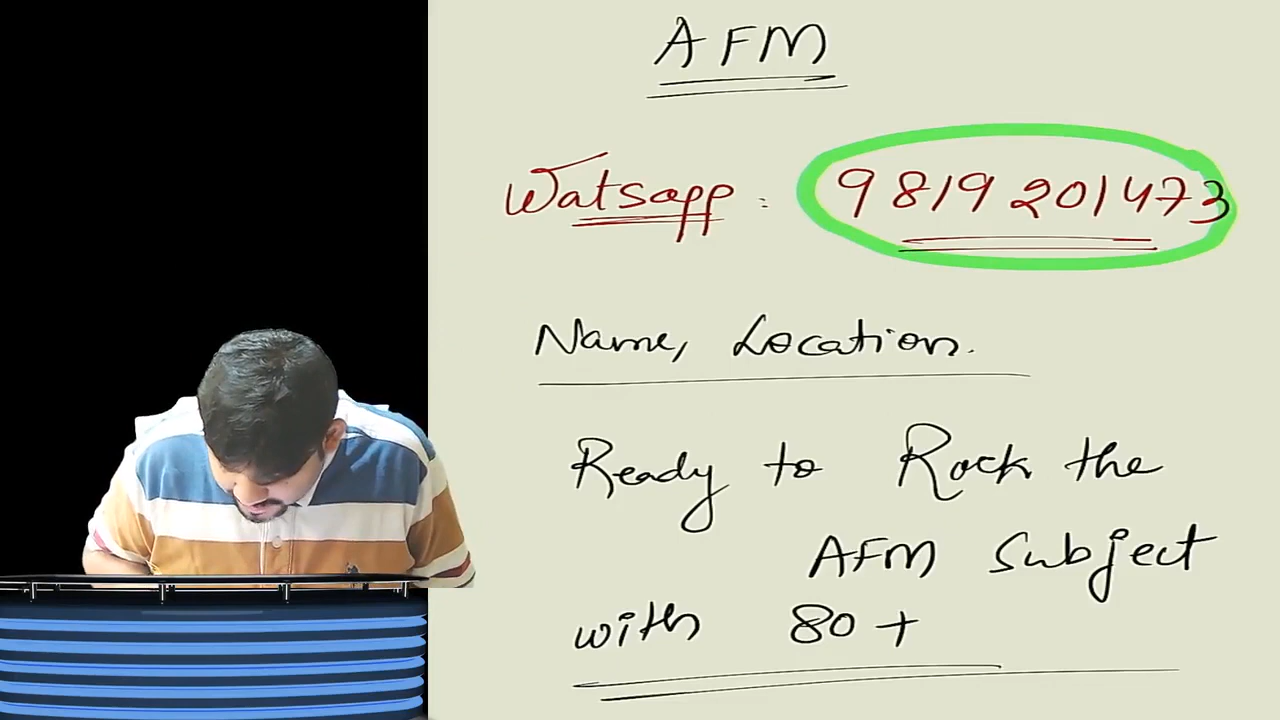 AFM
Watsapp : 9819201473
Name, Location.
Ready to Rock the
AFM Subject
with 80+